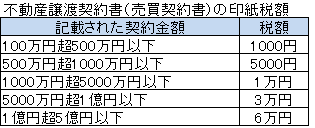 不動産譲渡契約書(売買契約書)の印紙税額
記載された契約金額 税額
100万円超500万円以下 1000円
500万円超1000万円以下 5000円
1000万円超5000万円以下 1万円
5000万円超1億円以下 3万円
1億円超5億円以下 6万円